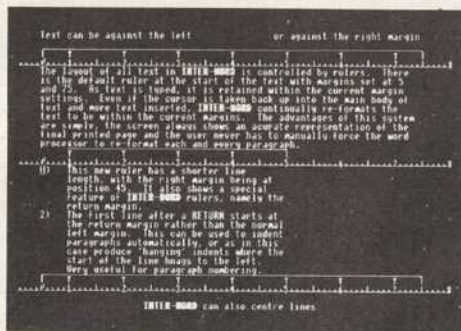 Text can be against the left or against the right margin
The layout of all text in INTER-WORD is controlled by rulers. There
is the default ruler at the start of the text with margins set at 5
and 75. As text is typed, it is retained within the current margin
settings. Even if the cursor is moved back up into the main body of
text and more text added, INTER-WORD continually re-formats the
text to be within the current margins. The advantages of this system
are simple, the screen always shows an acurate representation of the
final printed page and the user never has to manually force the word
processor to re-format each and every paragraph.
This new ruler has a shorter line
length, with the right margin being at
position 45. It also shows a special
feature of INTER-WORD rulers, namely the
return margin.
2) The first line after a RETURN starts at
the return margin rather than the normal
left margin. This can be used to indent
paragraphs automatically, or as in this
case produce 'hanging' indents where the
start of the line hnags to the left.
Very useful for paragraph numbering.
INTER-WORD can also centre lines